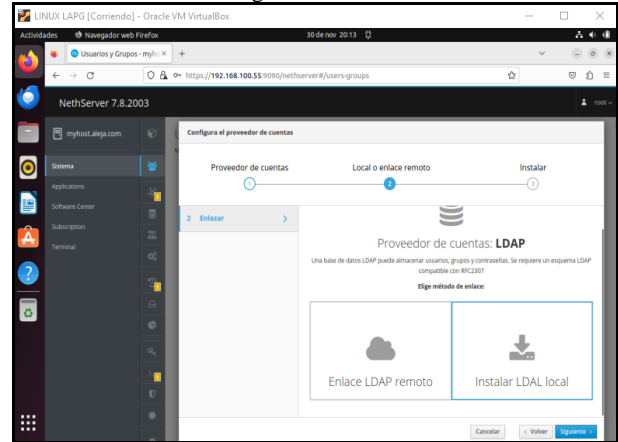 LINUX LAPG [Corriendo] - Oracle VM VirtualBox
Actividades Navegador web Firefox 30 de nov 20:13
Usuarios y Grupos - myho
https://192.168.100.55:9090/nethserver#/users-groups
NethServer 7.8.2003 root
myhost.aleja.com
Sistema
Applications
Software Center
Subscription
Terminal
Configura el proveedor de cuentas
Proveedor de cuentas Local o enlace remoto Instalar
1 2 3
2 Enlazar
Proveedor de cuentas: LDAP
Una base de datos LDAP puede almacenar usuarios, grupos y contraseñas. Se requiere un esquema LDAP
compatible con RFC2307
Elige método de enlace:
Enlace LDAP remoto Instalar LDAL local
Cancelar < Volver Siguiente >